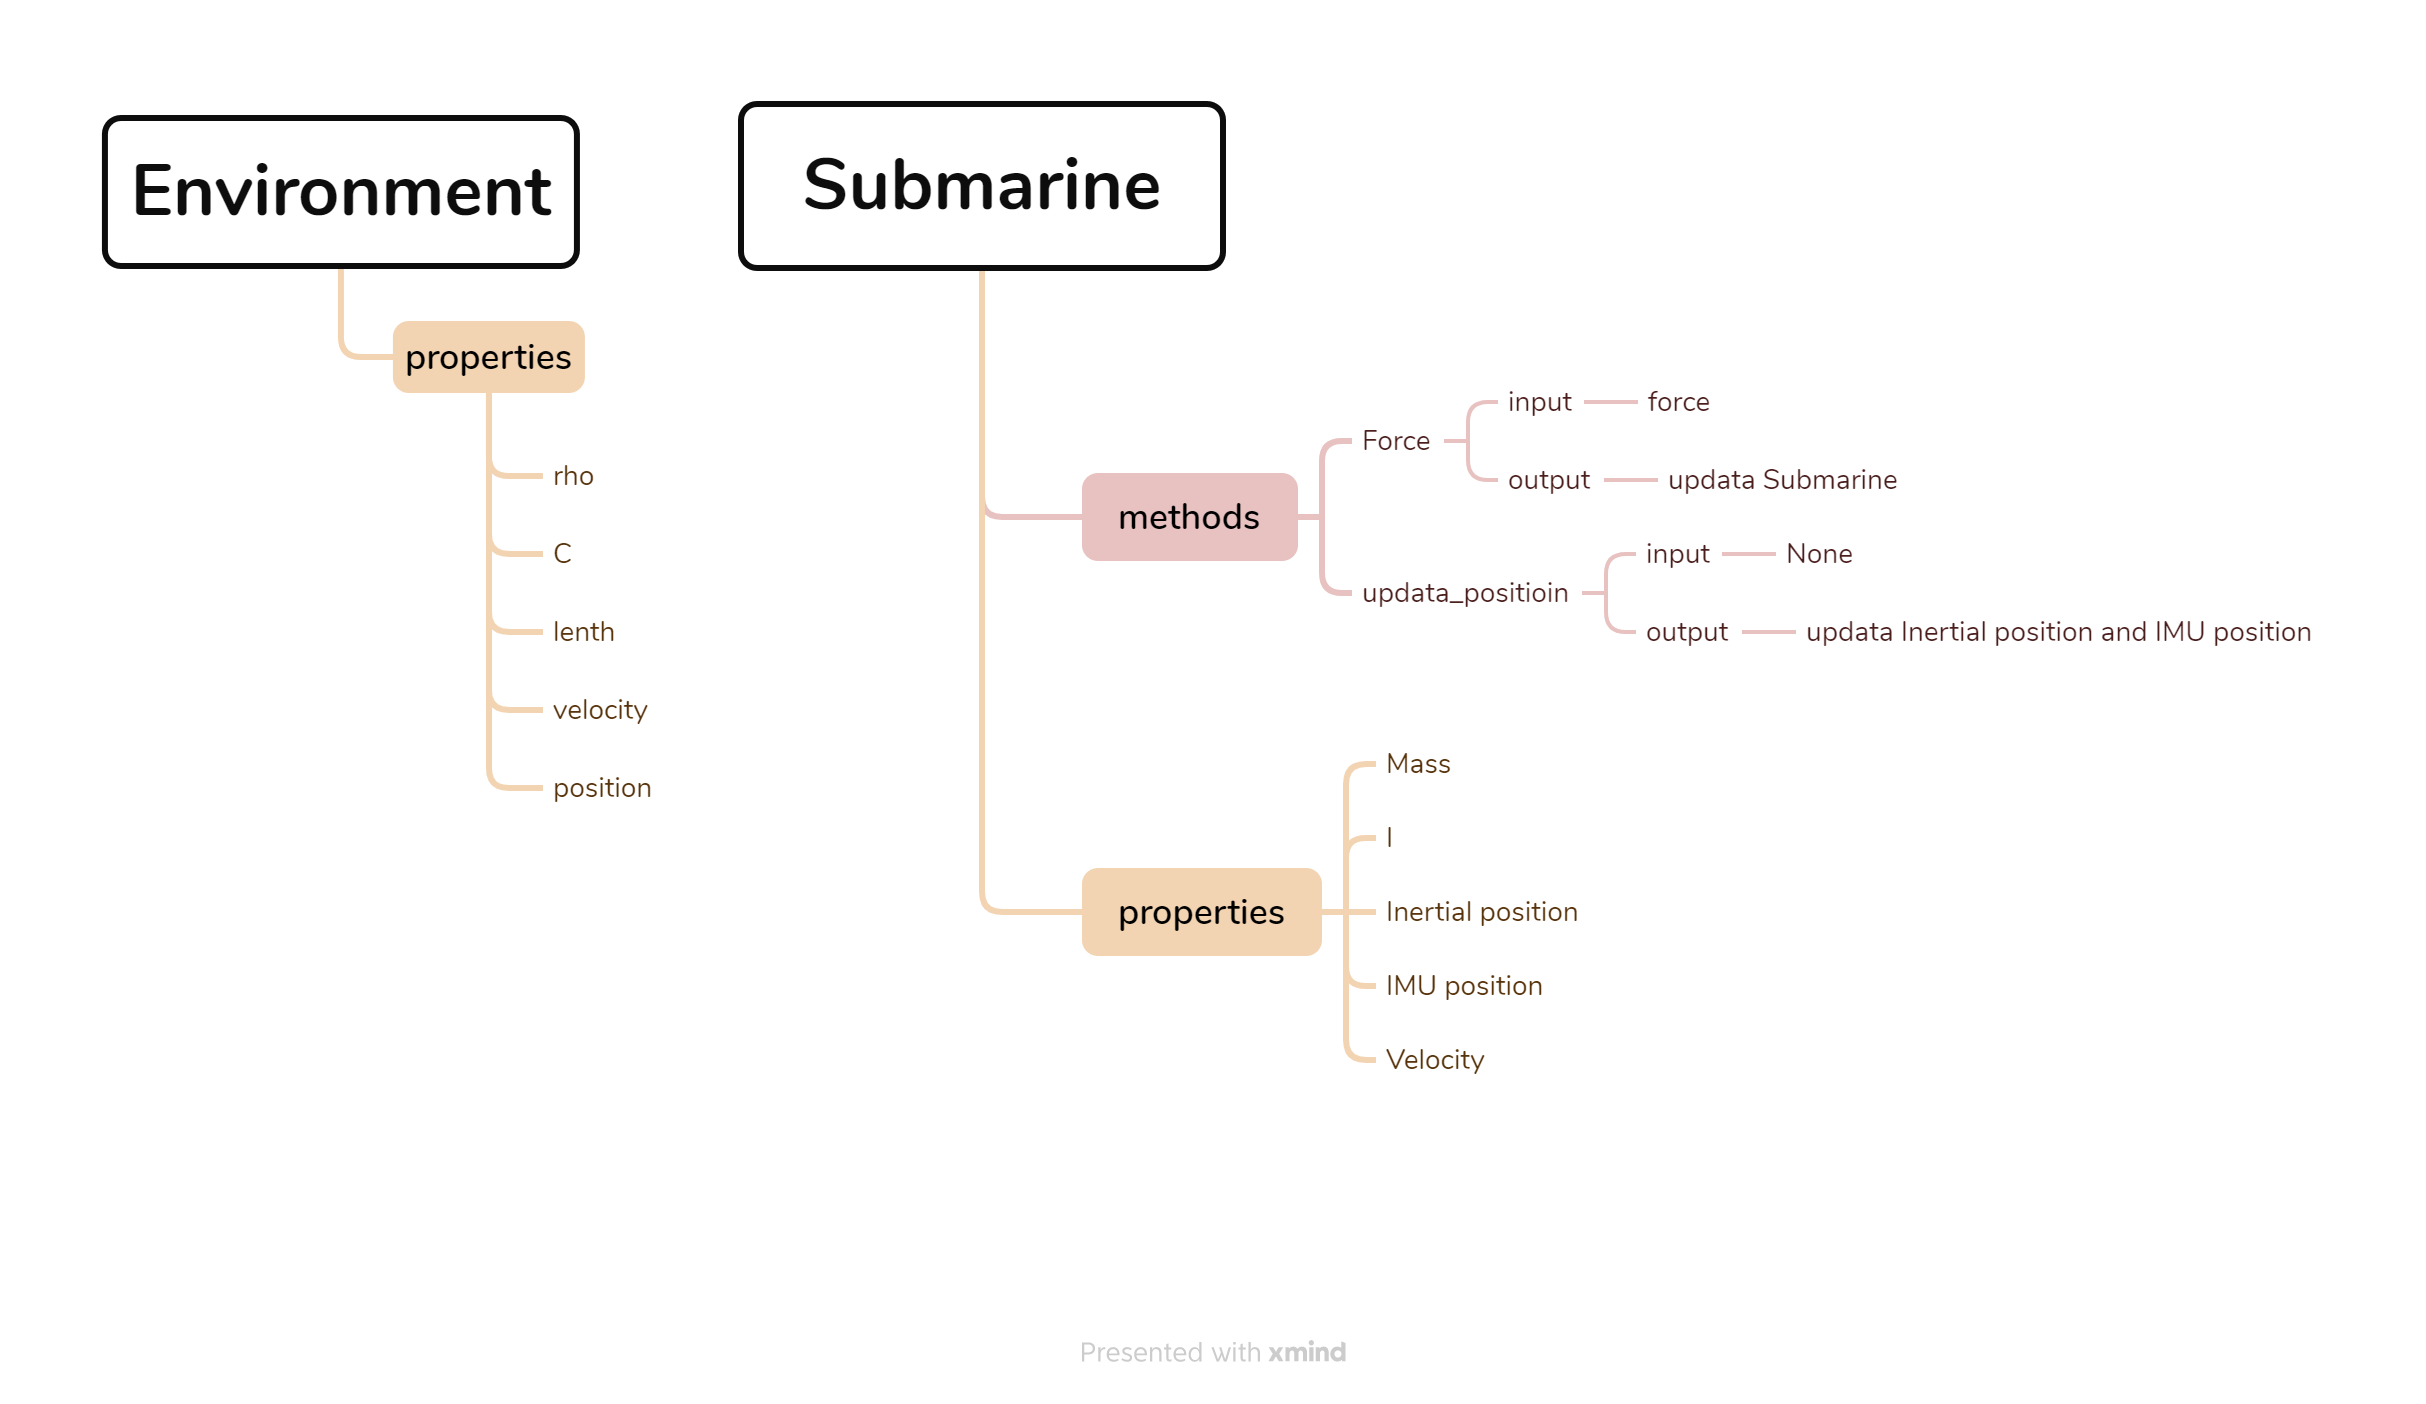 Environment
properties
rho
C
lenth
velocity
position
Submarine
methods
Force
input
force
output
updata Submarine
updata_positioin
input
None
output
updata Inertial position and IMU position
properties
Mass
I
Inertial position
IMU position
Velocity
Presented with xmind